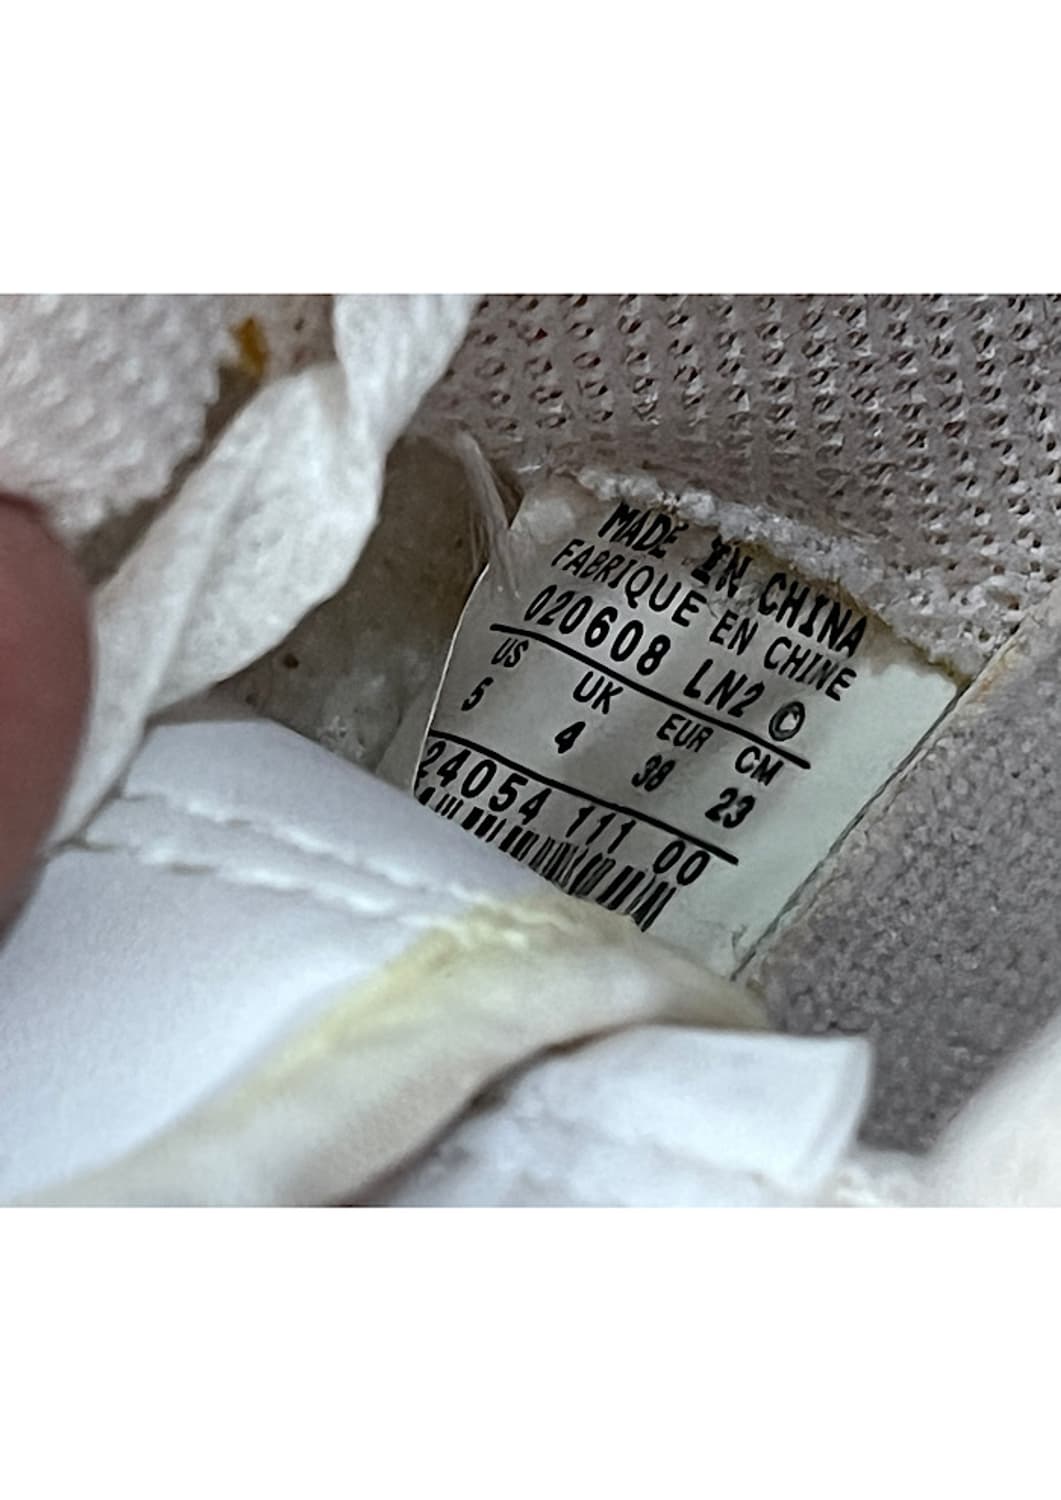 MADE IN CHINA
FABRIQUE EN CHINE
020608 LN2 ©
US UK EUR CM
5 4 38 23
24054 111 00